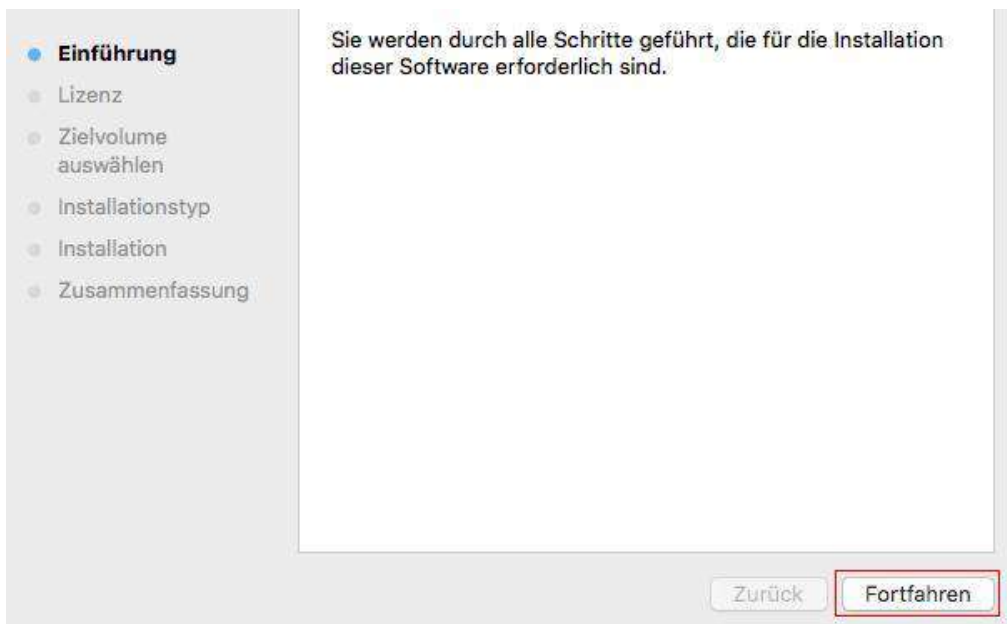 Einführung
Lizenz
Zielvolume
auswählen
Installationstyp
Installation
Zusammenfassung
Sie werden durch alle Schritte geführt, die für die Installation
dieser Software erforderlich sind.
Zurück
Fortfahren